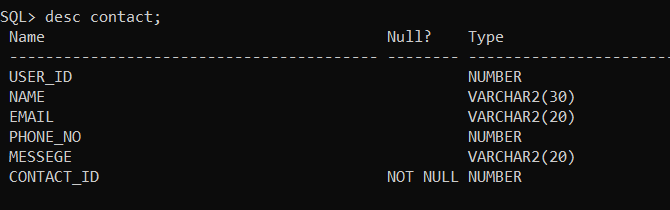 SQL> desc contact;
Name Null? Type
----------------------------------------- -------- ----------------------
USER_ID NUMBER
NAME VARCHAR2(30)
EMAIL VARCHAR2(20)
PHONE_NO NUMBER
MESSEGE VARCHAR2(20)
CONTACT_ID NOT NULL NUMBER